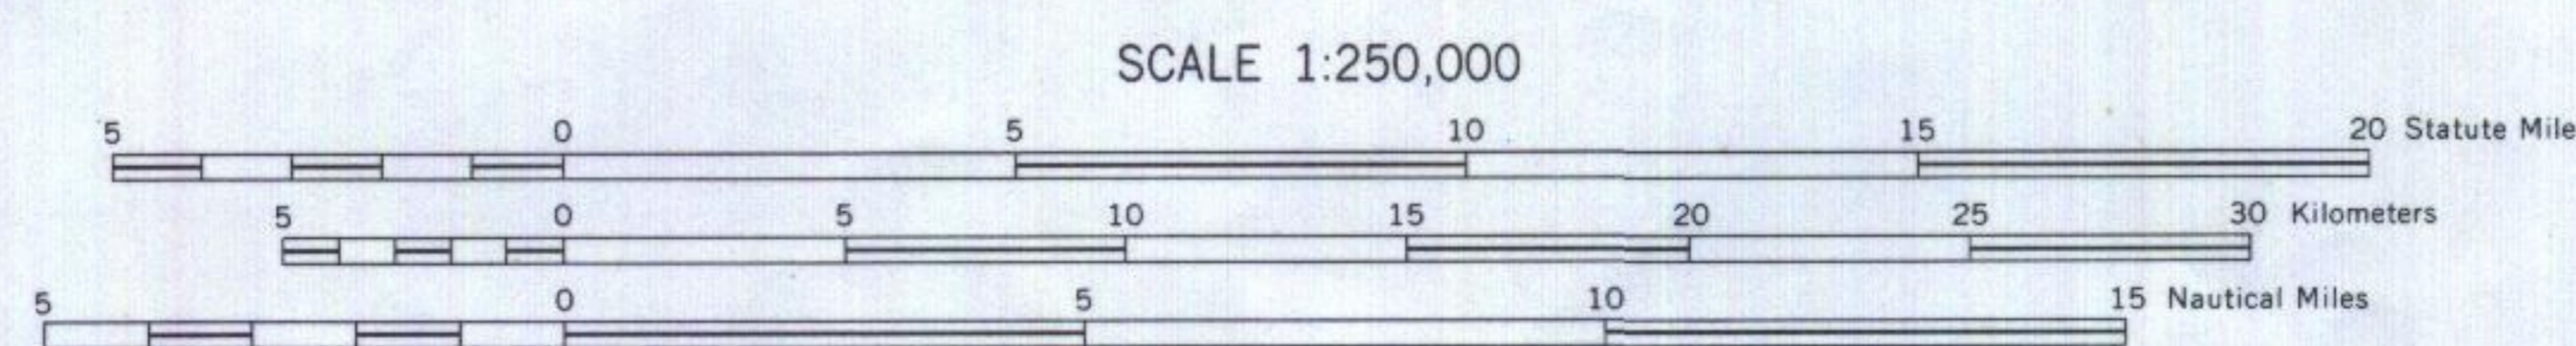 SCALE 1:250,000
5 0 5 10 15 20 Statute Mile
5 0 5 10 15 20 25 30 Kilometers
5 0 5 10 15 Nautical Miles